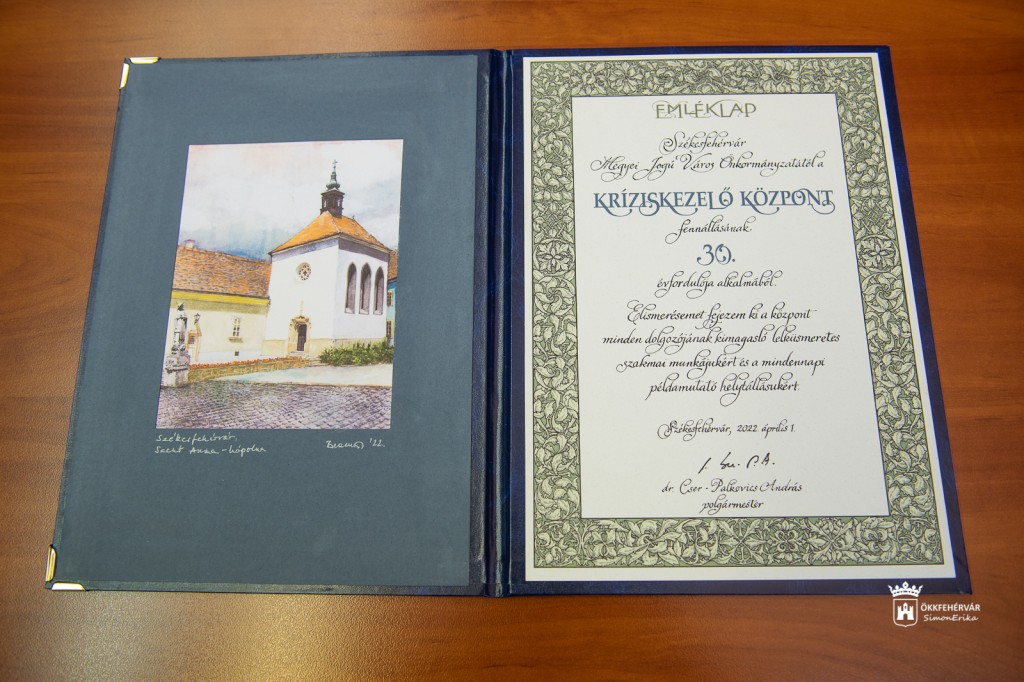 Székesfehérvár,
Szent Anna-kápolna
'22.
EMLÉKLAP
Székesfehérvár
Megyei Jogú Város Önkormányzatától a
KRÍZISKEZELŐ KÖZPONT
fennállásának
30.
évfordulója alkalmából.
Elismerésemet fejezem ki a központ
minden dolgozójának kimagasló lelkiismeretes
szakmai munkájukért és a mindennapi
példamutató helytállásukért.
Székesfehérvár, 2022. április 1.
dr. Cser-Palkovics András
polgármester
ÖKKFEHÉRVÁR
SimonErika